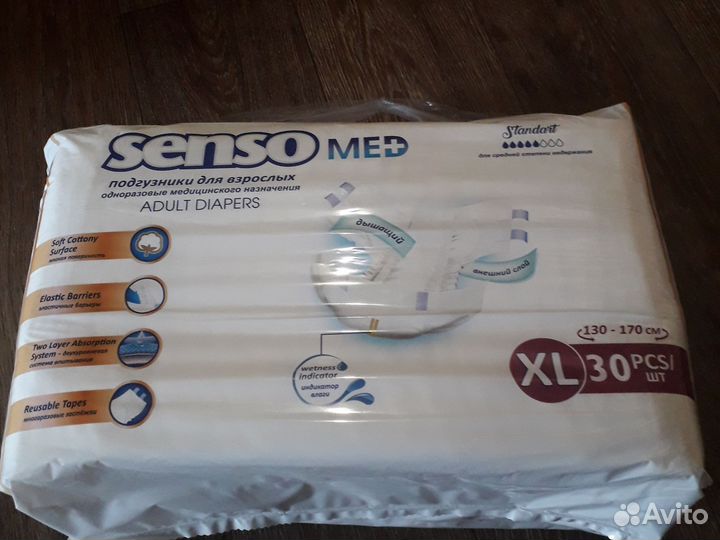 senso MED
Standart
для средней степени недержания
подгузники для взрослых
одноразовые медицинского назначения
ADULT DIAPERS
дышащий
внешний слой
Soft Cottony
Surface
мягкая поверхность
Elastic Barriers
эластичные барьеры
Two Layer Absorption
System - двухуровневая
система впитывания
Reusable Tapes
многоразовые застёжки
wetness
indicator
индикатор
влаги
130 - 170 см
XL 30 PCS/
шт
Avito